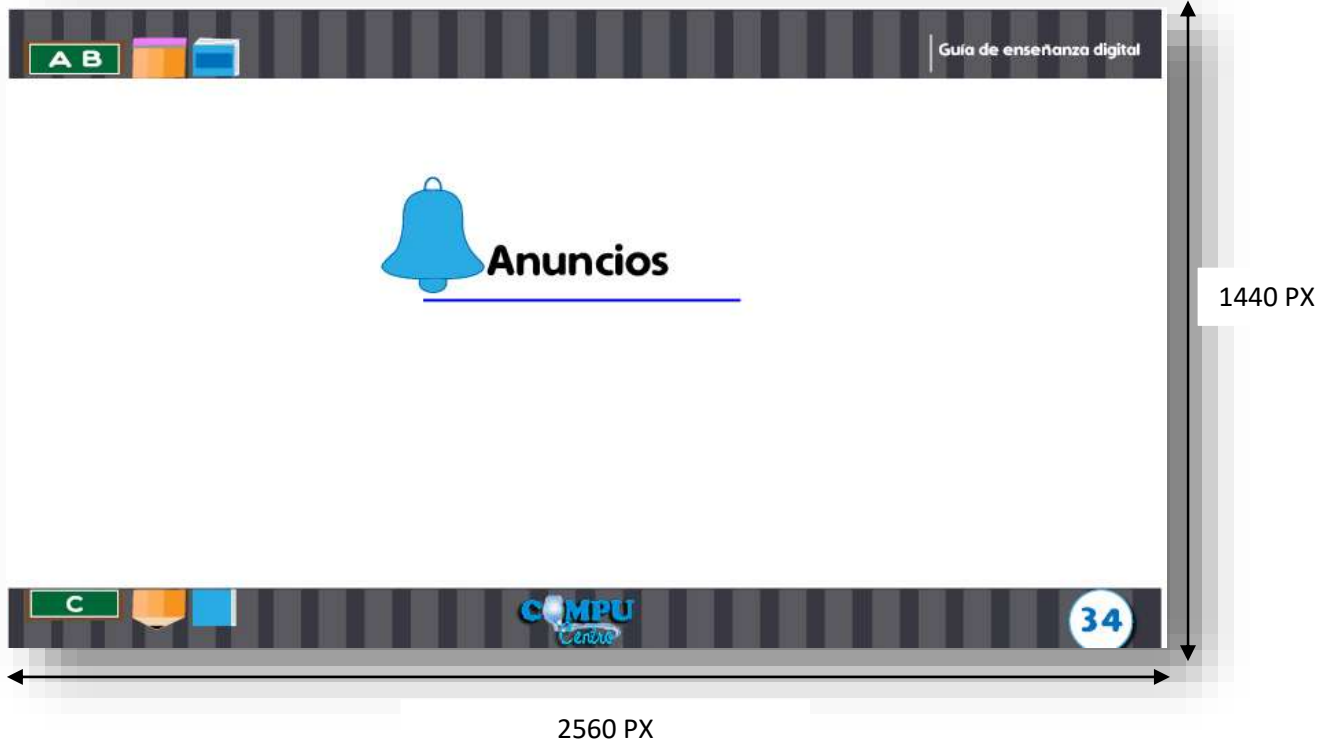 A B
Guía de enseñanza digital
Anuncios
1440 PX
C
COMPU
Centro
34
2560 PX